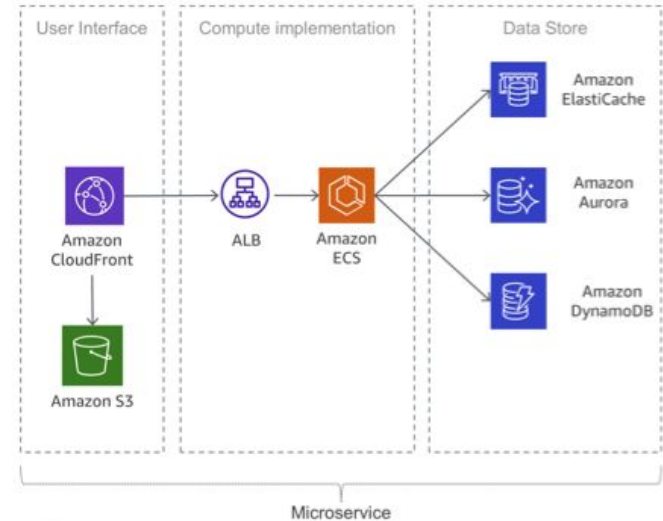 User Interface
Compute implementation
Data Store
Amazon
ElastiCache
Amazon
Aurora
Amazon
CloudFront
ALB
Amazon
ECS
Amazon
DynamoDB
Amazon S3
Microservice